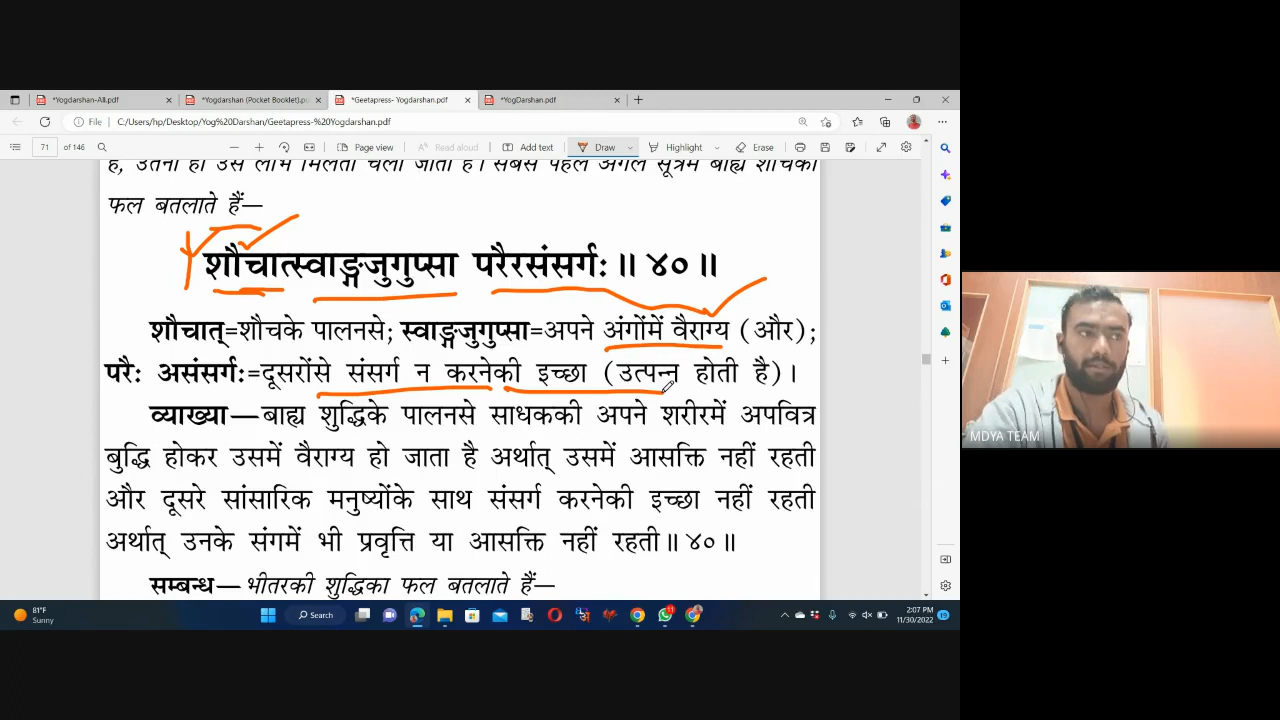 *Yogdarshan-All.pdf
*Yogdarshan (Pocket Booklet).p
*Geetapress- Yogdarshan.pdf
*YogDarshan.pdf
File C:/Users/hp/Desktop/Yog%20Darshan/Geetapress-%20Yogdarshan.pdf
71 of 146 Page view Read aloud Add text Draw Highlight Erase
है, उतना ही उसे लाभ मिलता चला जाता है। सबसे पहले अगले सूत्रमें बाह्य शौचका
फल बतलाते हैं—
शौचात्स्वाङ्गजुगुप्सा परैरसंसर्गः॥ ४०॥
शौचात्=शौचके पालनसे; स्वाङ्गजुगुप्सा=अपने अंगोंमें वैराग्य (और);
परैः असंसर्गः=दूसरोंसे संसर्ग न करनेकी इच्छा (उत्पन्न होती है)।
व्याख्या—बाह्य शुद्धिके पालनसे साधककी अपने शरीरमें अपवित्र
बुद्धि होकर उसमें वैराग्य हो जाता है अर्थात् उसमें आसक्ति नहीं रहती
और दूसरे सांसारिक मनुष्योंके साथ संसर्ग करनेकी इच्छा नहीं रहती
अर्थात् उनके संगमें भी प्रवृत्ति या आसक्ति नहीं रहती॥ ४०॥
सम्बन्ध—भीतरकी शुद्धिका फल बतलाते हैं—
MDYA TEAM
81°F
Sunny
Search
11
2:07 PM
11/30/2022
19